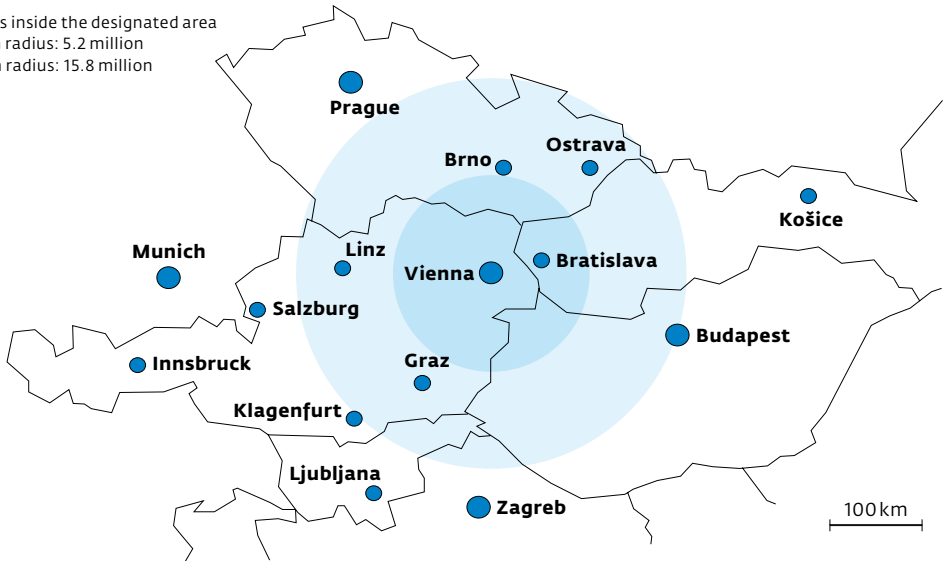 s inside the designated area
radius: 5.2 million
radius: 15.8 million
Prague
Ostrava
Brno
Košice
Munich
Linz
Vienna
Bratislava
Salzburg
Budapest
Innsbruck
Graz
Klagenfurt
Ljubljana
Zagreb
100 km